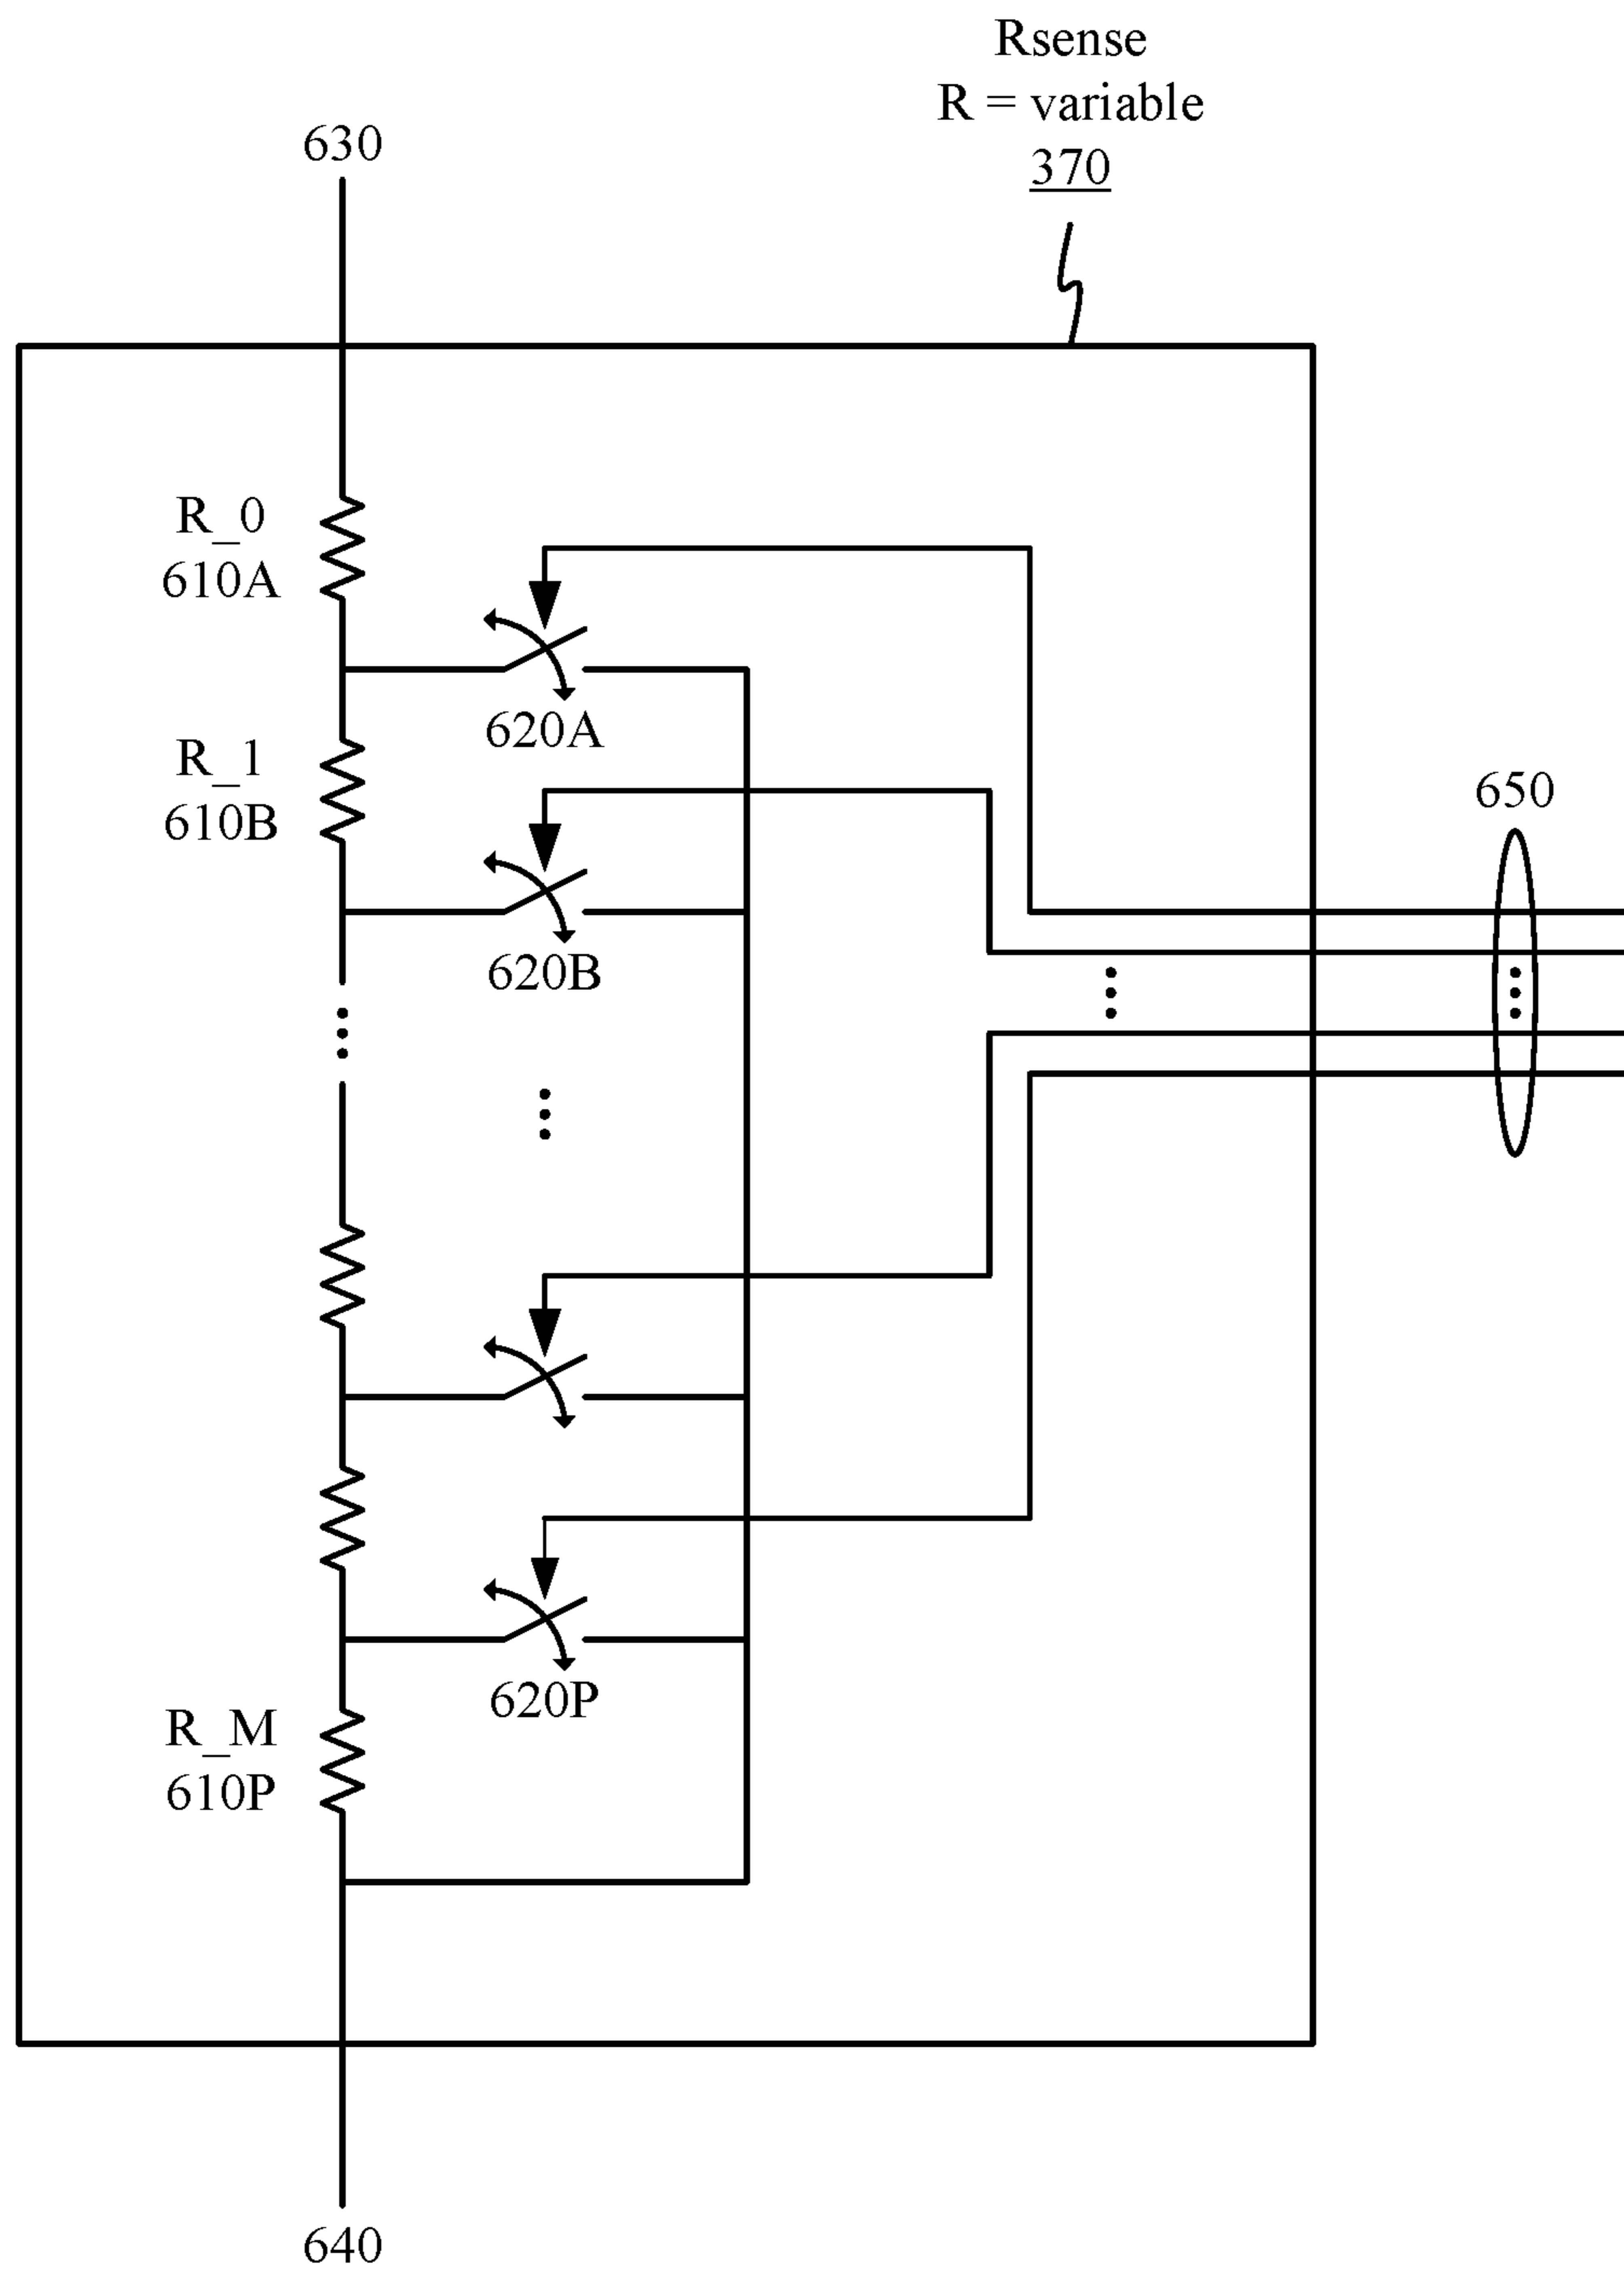 Rsense
R = variable
370
630
R_0
610A
620A
R_1
610B
620B
650
620P
R_M
610P
640